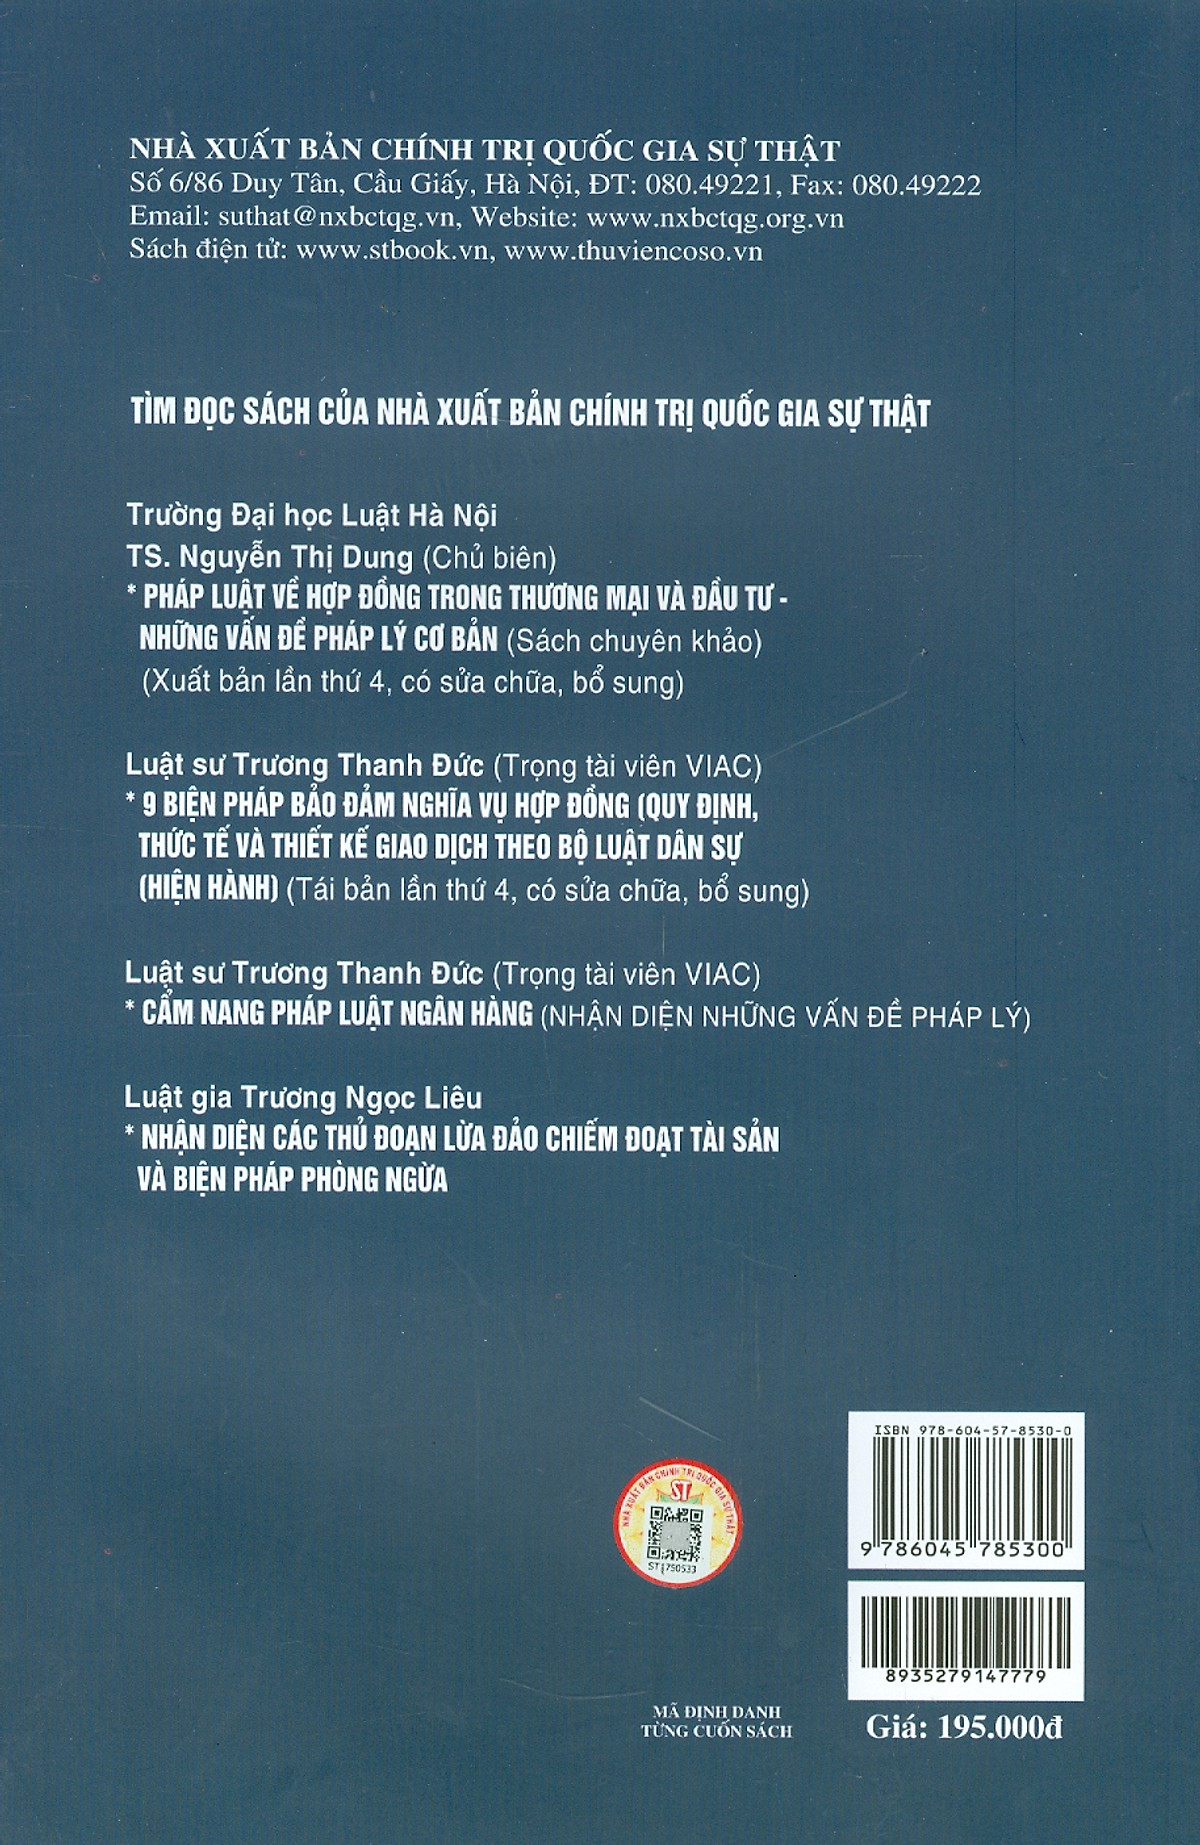 NHÀ XUẤT BẢN CHÍNH TRỊ QUỐC GIA SỰ THẬT
Số 6/86 Duy Tân, Cầu Giấy, Hà Nội, ĐT: 080.49221, Fax: 080.49222
Email: suthat@nxbctqg.vn, Website: www.nxbctqg.org.vn
Sách điện tử: www.stbook.vn, www.thuviencoso.vn
TÌM ĐỌC SÁCH CỦA NHÀ XUẤT BẢN CHÍNH TRỊ QUỐC GIA SỰ THẬT
Trường Đại học Luật Hà Nội
TS. Nguyễn Thị Dung (Chủ biên)
* PHÁP LUẬT VỀ HỢP ĐỒNG TRONG THƯƠNG MẠI VÀ ĐẦU TƯ -
NHỮNG VẤN ĐỀ PHÁP LÝ CƠ BẢN (Sách chuyên khảo)
(Xuất bản lần thứ 4, có sửa chữa, bổ sung)
Luật sư Trương Thanh Đức (Trọng tài viên VIAC)
* 9 BIỆN PHÁP BẢO ĐẢM NGHĨA VỤ HỢP ĐỒNG (QUY ĐỊNH,
THỨC TẾ VÀ THIẾT KẾ GIAO DỊCH THEO BỘ LUẬT DÂN SỰ
(HIỆN HÀNH) (Tái bản lần thứ 4, có sửa chữa, bổ sung)
Luật sư Trương Thanh Đức (Trọng tài viên VIAC)
* CẨM NANG PHÁP LUẬT NGÂN HÀNG (NHẬN DIỆN NHỮNG VẤN ĐỀ PHÁP LÝ)
Luật gia Trương Ngọc Liêu
* NHẬN DIỆN CÁC THỦ ĐOẠN LỪA ĐẢO CHIẾM ĐOẠT TÀI SẢN
VÀ BIỆN PHÁP PHÒNG NGỪA
ISBN 978-604-57-8530-0
9 786045 785300
NHÀ XUẤT BẢN CHÍNH TRỊ QUỐC GIA SỰ THẬT
ST
ST1750533
8935279147779
MÃ ĐỊNH DANH
TỪNG CUỐN SÁCH
Giá: 195.000đ